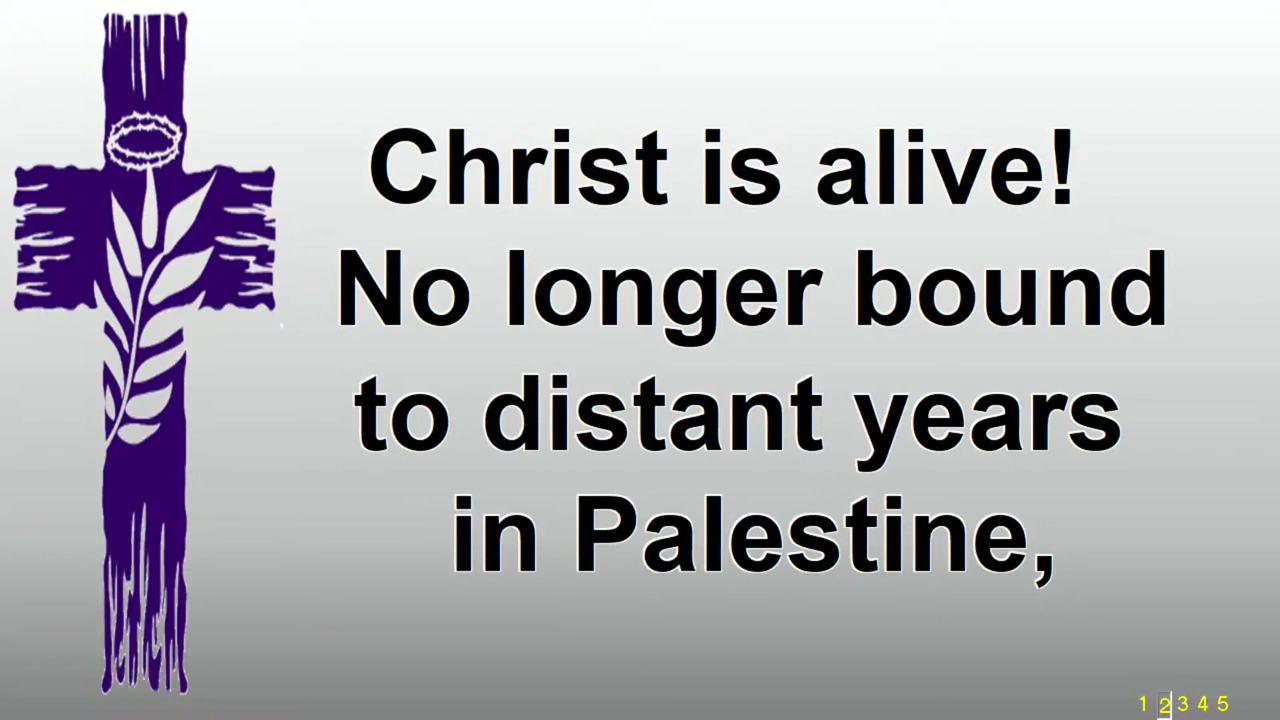 Christ is alive!
No longer bound
to distant years
in Palestine,
1 2 3 4 5